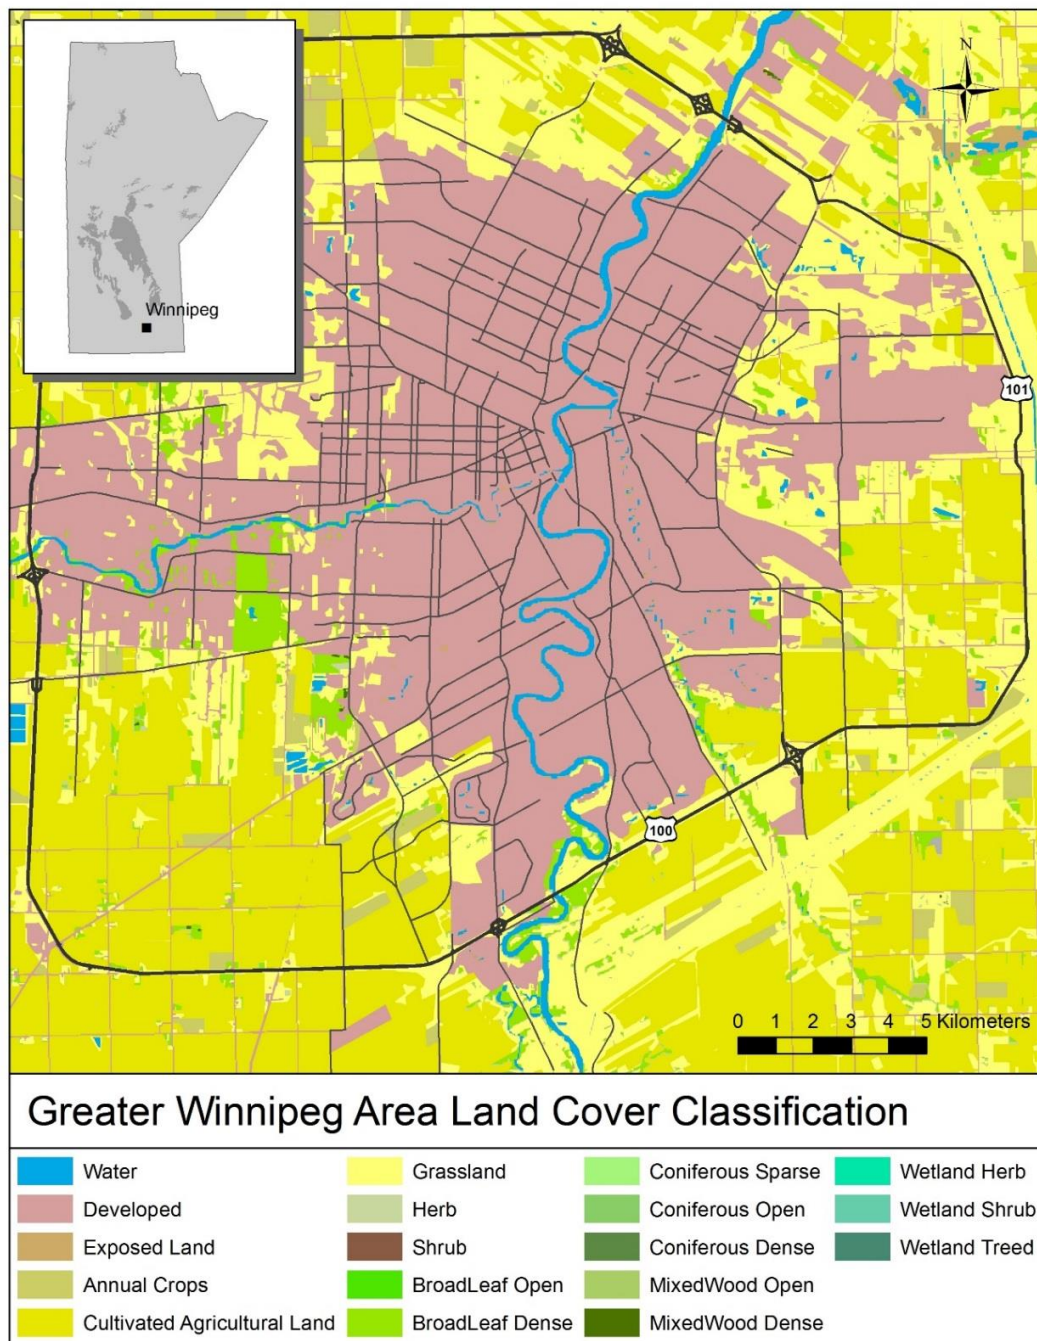 N
Winnipeg
101
100
0 1 2 3 4 5 Kilometers
Greater Winnipeg Area Land Cover Classification
Water
Developed
Exposed Land
Annual Crops
Cultivated Agricultural Land
Grassland
Herb
Shrub
BroadLeaf Open
BroadLeaf Dense
Coniferous Sparse
Coniferous Open
Coniferous Dense
MixedWood Open
MixedWood Dense
Wetland Herb
Wetland Shrub
Wetland Treed